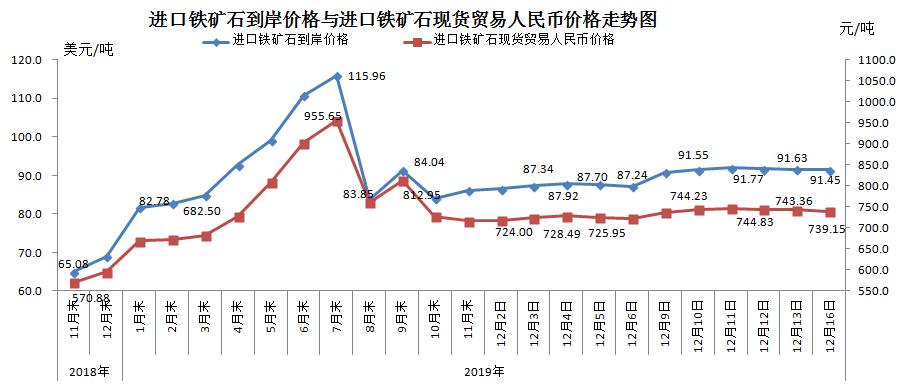 进口铁矿石到岸价格与进口铁矿石现货贸易人民币价格走势图
美元/吨
进口铁矿石到岸价格
进口铁矿石现货贸易人民币价格
元/吨
120.0
110.0
100.0
90.0
80.0
70.0
60.0
1100.0
1050.0
1000.0
950.0
900.0
850.0
800.0
750.0
700.0
650.0
600.0
550.0
65.08
82.78
115.96
83.85
84.04
87.34
87.92
87.70
87.24
91.55
91.77
91.63
91.45
570.88
682.50
955.65
812.95
724.00
728.49
725.95
744.23
744.83
743.36
739.15
11月末
12月末
1月末
2月末
3月末
4月末
5月末
6月末
7月末
8月末
9月末
10月末
11月末
12月2日
12月3日
12月4日
12月5日
12月6日
12月9日
12月10日
12月11日
12月12日
12月13日
12月16日
2018年
2019年